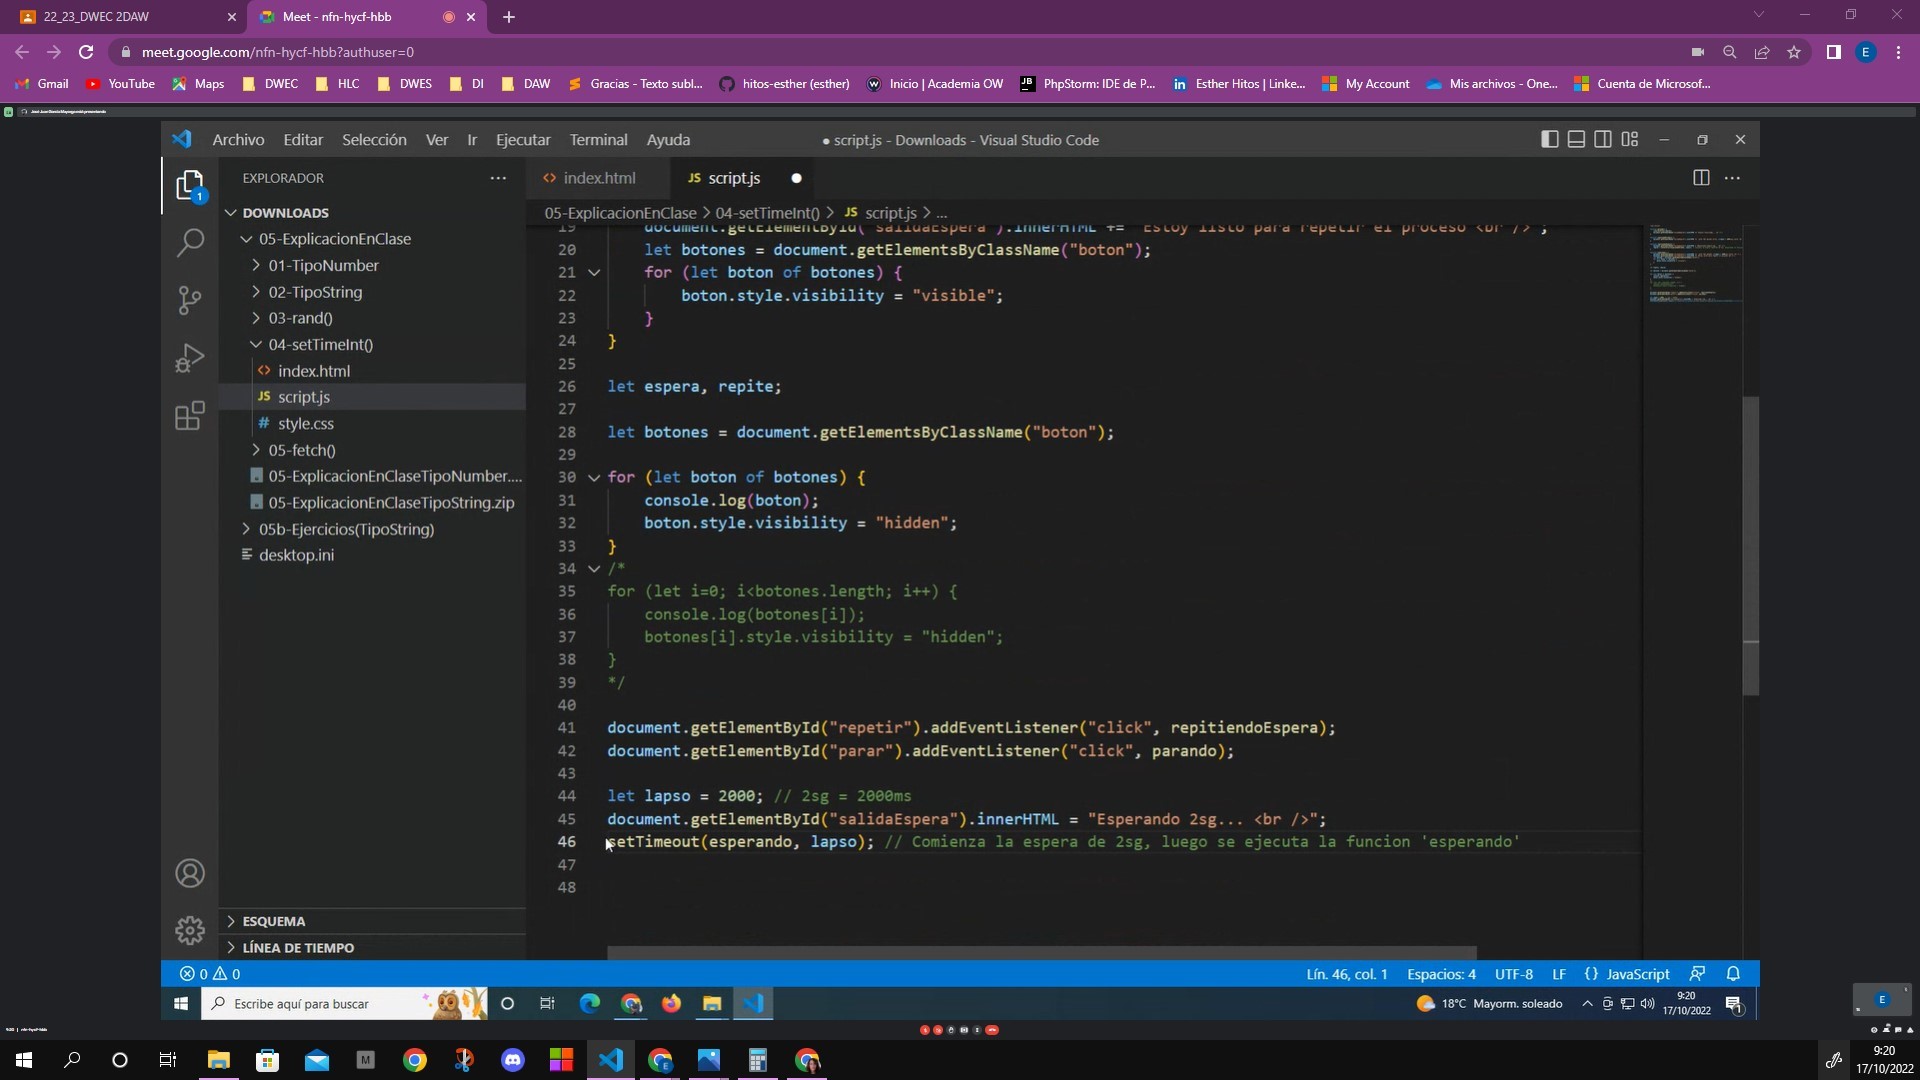 22_23_DWEC 2DAW
Meet - nfn-hycf-hbb
meet.google.com/nfn-hycf-hbb?authuser=0
E
Gmail
YouTube
Maps
DWEC
HLC
DWES
DI
DAW
Gracias - Texto subl...
hitos-esther (esther)
Inicio | Academia OW
PhpStorm: IDE de P...
Esther Hitos | Linke...
My Account
Mis archivos - One...
Cuenta de Microsof...
Archivo Editar Selección Ver Ir Ejecutar Terminal Ayuda
● script.js - Downloads - Visual Studio Code
EXPLORADOR
1
DOWNLOADS
05-ExplicacionEnClase
01-TipoNumber
02-TipoString
03-rand()
04-setTimeInt()
<> index.html
JS script.js
# style.css
05-fetch()
05-ExplicacionEnClaseTipoNumber....
05-ExplicacionEnClaseTipoString.zip
05b-Ejercicios(TipoString)
desktop.ini
ESQUEMA
LÍNEA DE TIEMPO
<> index.html
JS script.js
05-ExplicacionEnClase > 04-setTimeInt() > JS script.js > ...
19 document.getElementById("salidaEspera").innerHTML += "Estoy listo para repetir el proceso <br />";
20 let botones = document.getElementsByClassName("boton");
21 for (let boton of botones) {
22 boton.style.visibility = "visible";
23 }
24 }
25
26 let espera, repite;
27
28 let botones = document.getElementsByClassName("boton");
29
30 for (let boton of botones) {
31 console.log(boton);
32 boton.style.visibility = "hidden";
33 }
34 /*
35 for (let i=0; i<botones.length; i++) {
36 console.log(botones[i]);
37 botones[i].style.visibility = "hidden";
38 }
39 */
40
41 document.getElementById("repetir").addEventListener("click", repitiendoEspera);
42 document.getElementById("parar").addEventListener("click", parando);
43
44 let lapso = 2000; // 2sg = 2000ms
45 document.getElementById("salidaEspera").innerHTML = "Esperando 2sg... <br />";
46 setTimeout(esperando, lapso); // Comienza la espera de 2sg, luego se ejecuta la funcion 'esperando'
47
48
0 0
Lín. 46, col. 1 Espacios: 4 UTF-8 LF {} JavaScript
Escribe aquí para buscar
18°C Mayorm. soleado
9:20
17/10/2022
1
E
9:20
17/10/2022